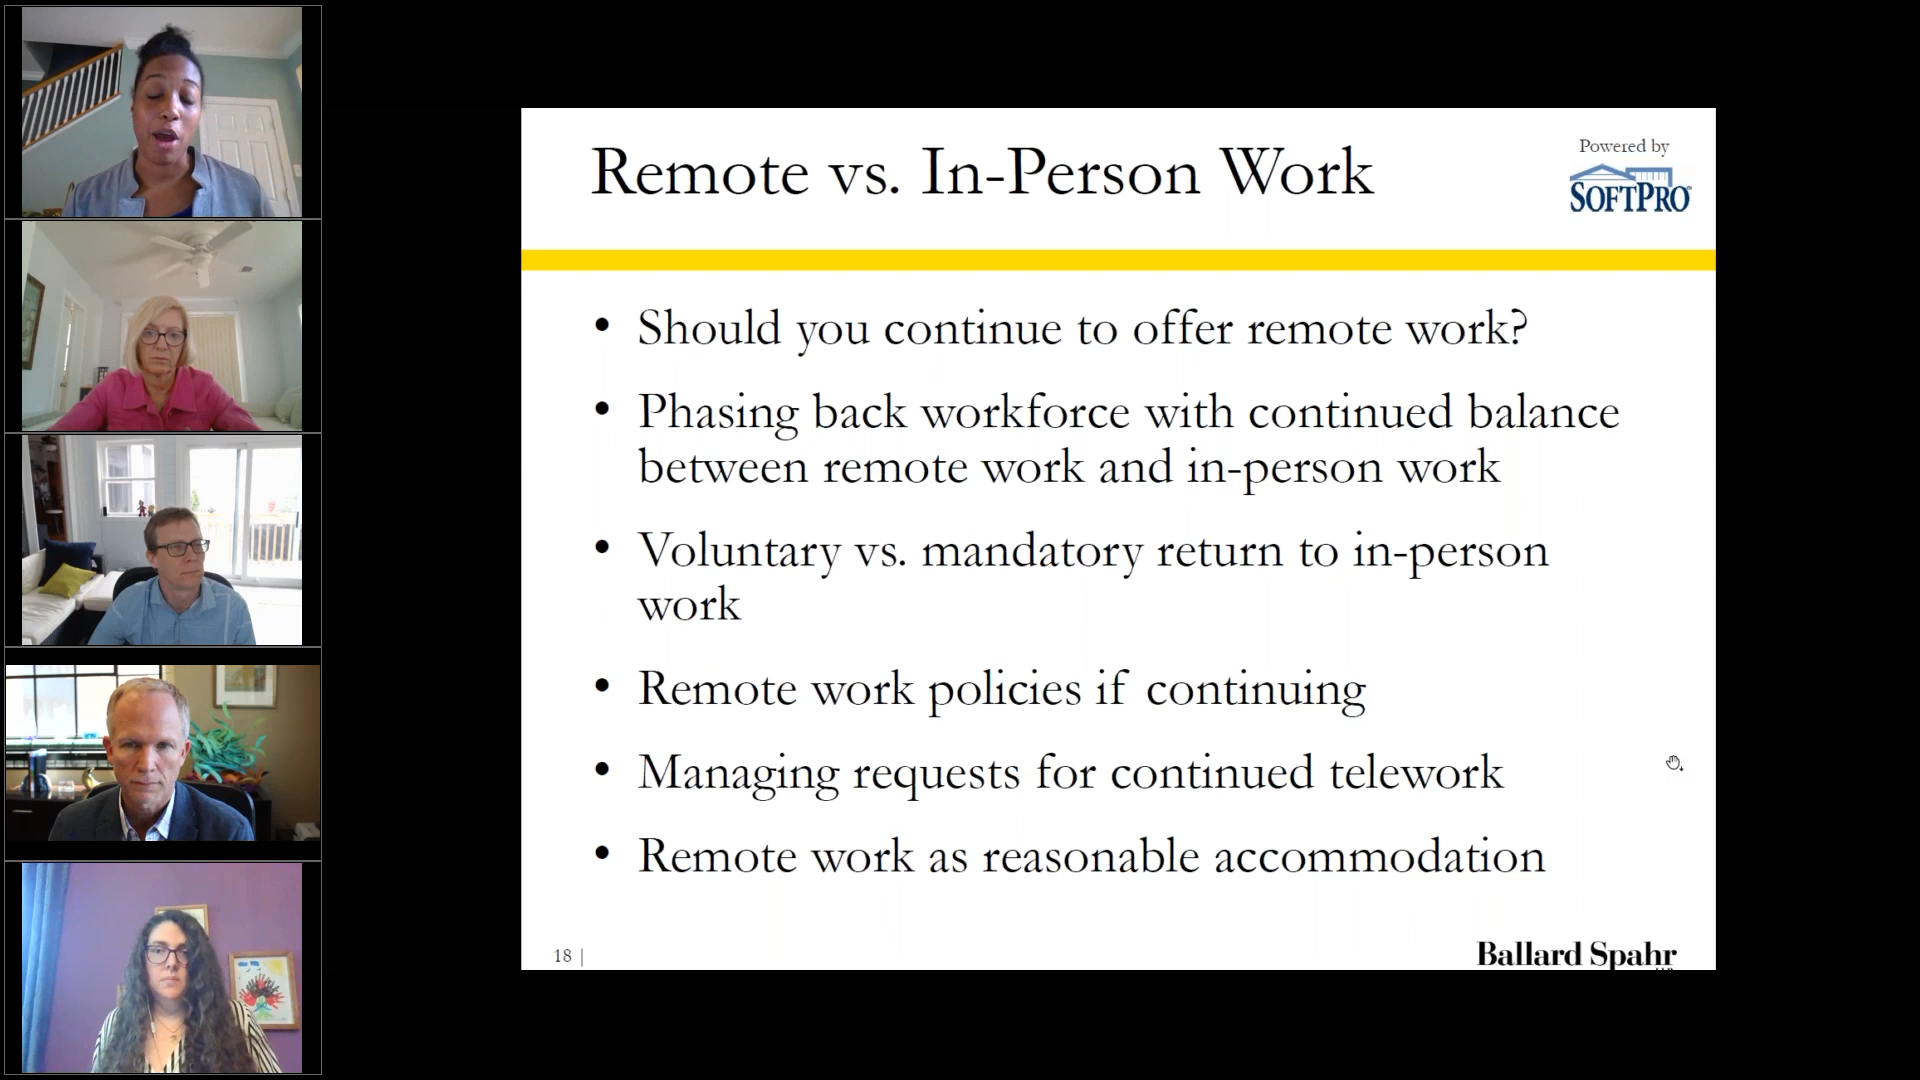 Remote vs. In-Person Work
Powered by
SOFTPRO
• Should you continue to offer remote work?
• Phasing back workforce with continued balance
between remote work and in-person work
• Voluntary vs. mandatory return to in-person
work
• Remote work policies if continuing
• Managing requests for continued telework
• Remote work as reasonable accommodation
18 |
Ballard Spahr